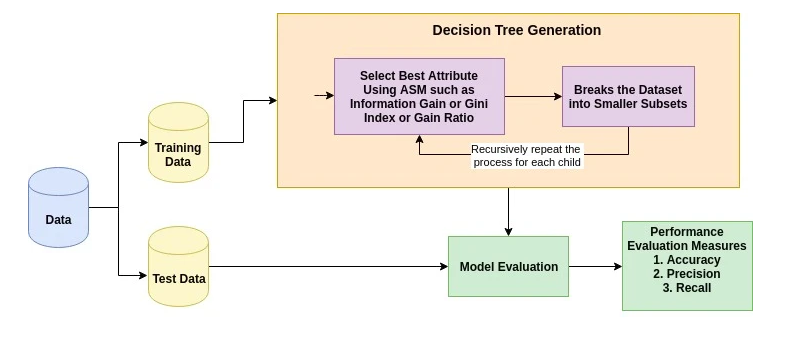 Decision Tree Generation
Select Best Attribute
Using ASM such as
Information Gain or Gini
Index or Gain Ratio
Breaks the Dataset
into Smaller Subsets
Recursively repeat the
process for each child
Training
Data
Data
Test Data
Model Evaluation
Performance
Evaluation Measures
1. Accuracy
2. Precision
3. Recall